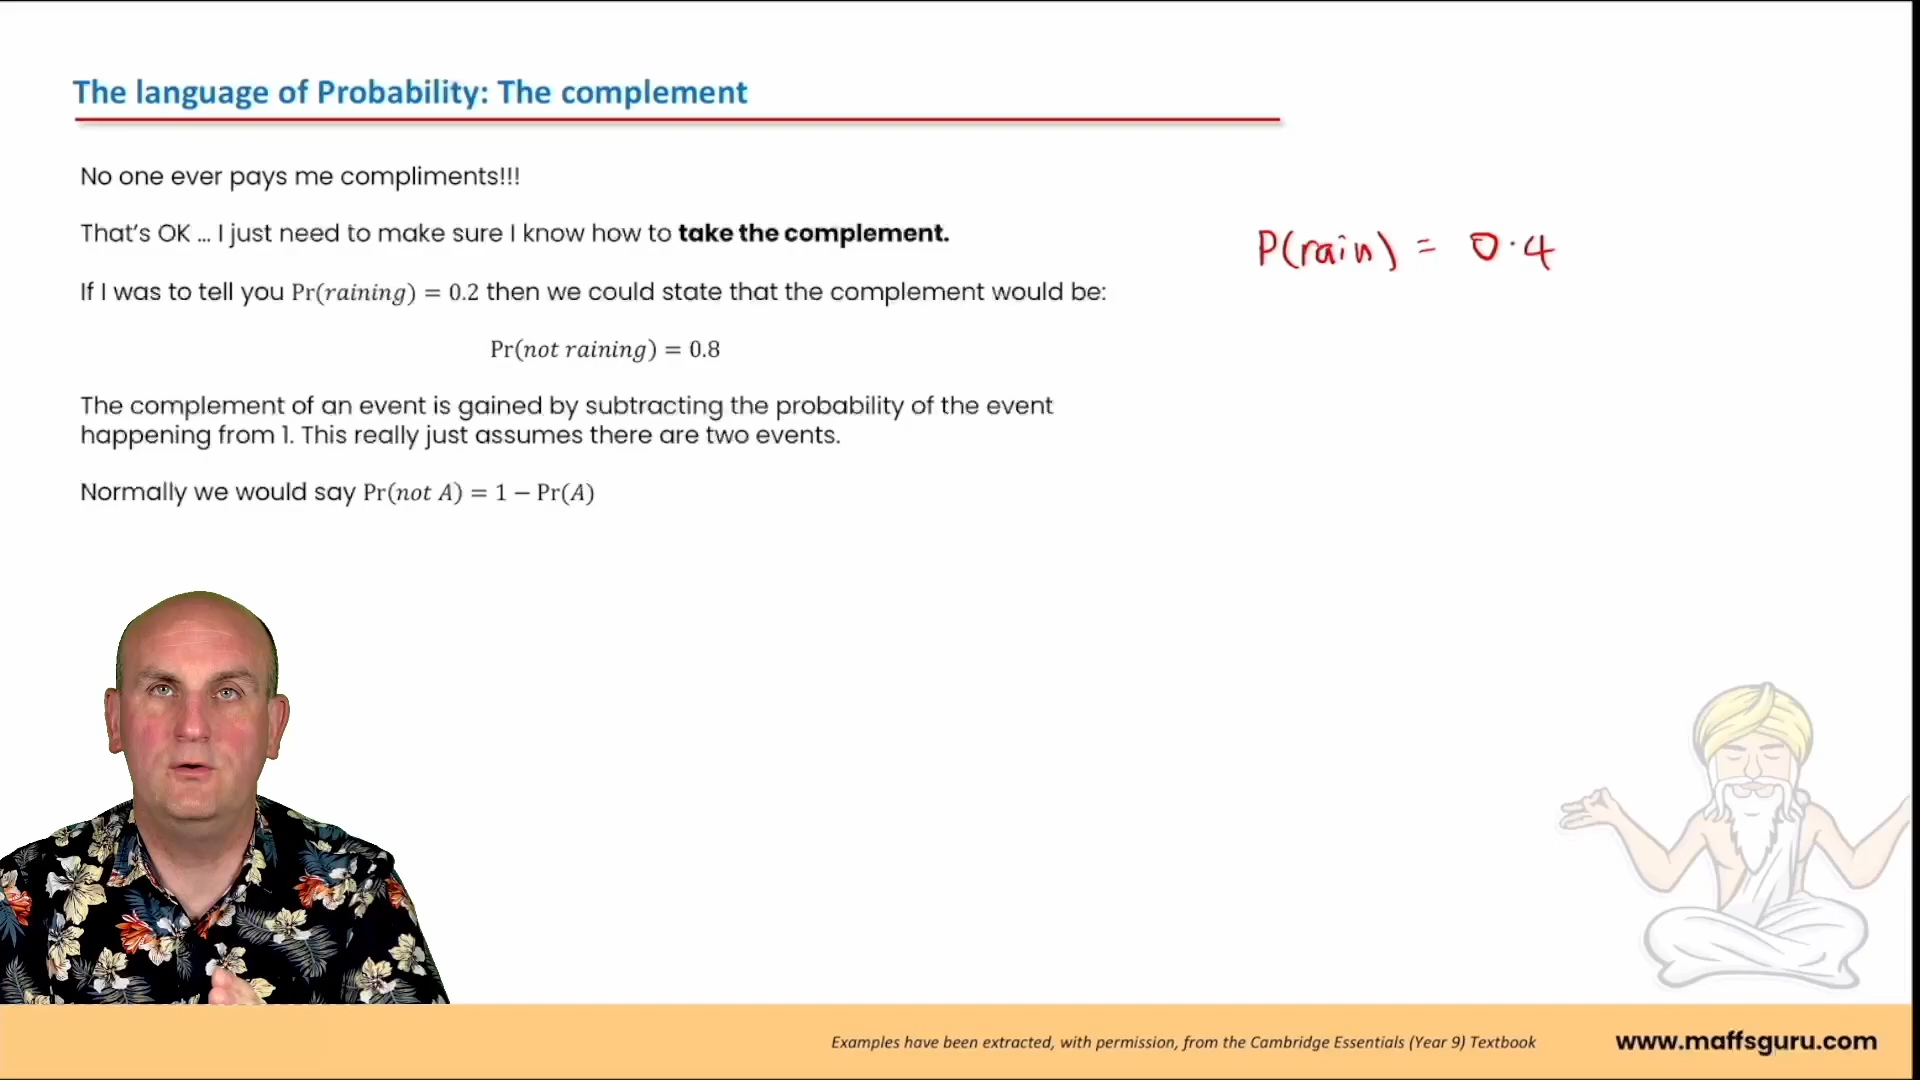 The language of Probability: The complement
No one ever pays me compliments!!!
That's OK ... I just need to make sure I know how to take the complement.
P(rain) = 0·4
If I was to tell you Pr(raining) = 0.2 then we could state that the complement would be:
Pr(not raining) = 0.8
The complement of an event is gained by subtracting the probability of the event
happening from 1. This really just assumes there are two events.
Normally we would say Pr(not A) = 1 − Pr(A)
Examples have been extracted, with permission, from the Cambridge Essentials (Year 9) Textbook
www.maffsguru.com